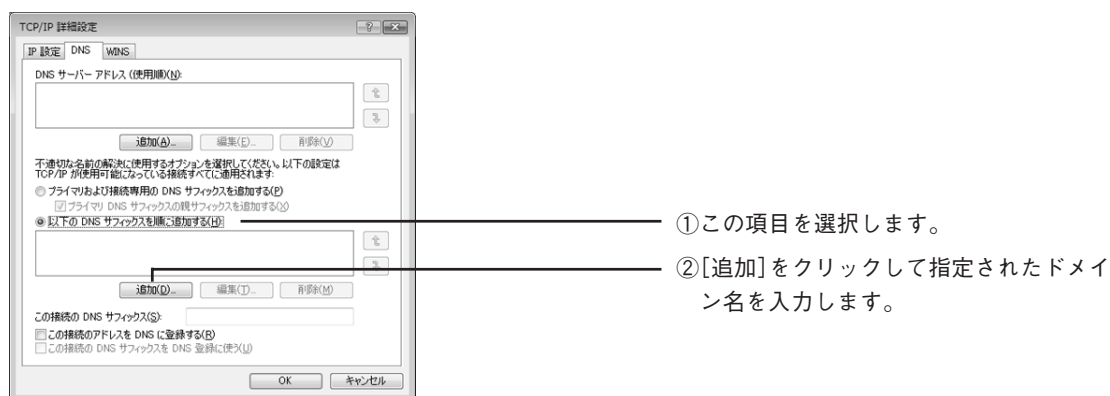 TCP/IP 詳細設定
IP 設定 DNS WINS
DNS サーバー アドレス (使用順)(N):
追加(A)... 編集(E)... 削除(V)
不適切な名前の解決に使用するオプションを選択してください。以下の設定は
TCP/IP が使用可能になっている接続すべてに適用されます:
プライマリおよび接続専用の DNS サフィックスを追加する(P)
プライマリ DNS サフィックスの親サフィックスを追加する(X)
以下の DNS サフィックスを順に追加する(H):
①この項目を選択します。
②[追加]をクリックして指定されたドメイ
ン名を入力します。
追加(D)... 編集(T)... 削除(M)
この接続の DNS サフィックス(S):
この接続のアドレスを DNS に登録する(R)
この接続の DNS サフィックスを DNS 登録に使う(U)
OK キャンセル